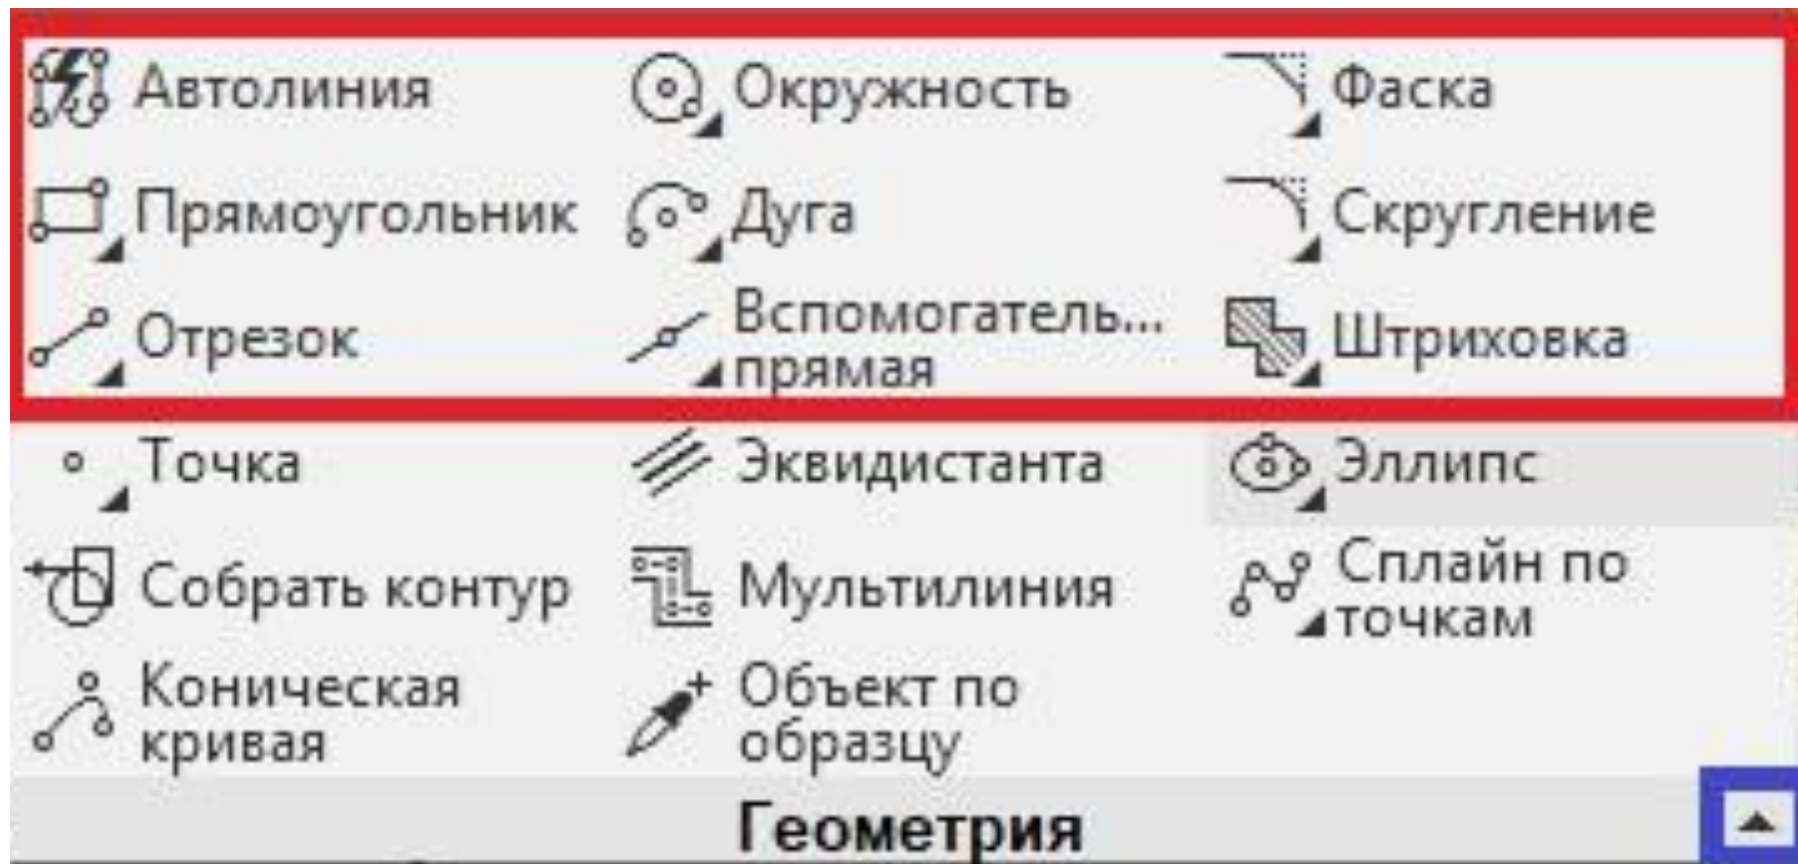 Автолиния Окружность Фаска
Прямоугольник Дуга Скругление
Отрезок Вспомогатель...
прямая Штриховка
Точка Эквидистанта Эллипс
Собрать контур Мультилиния Сплайн по
точкам
Коническая
кривая
Объект по
образцу
Геометрия